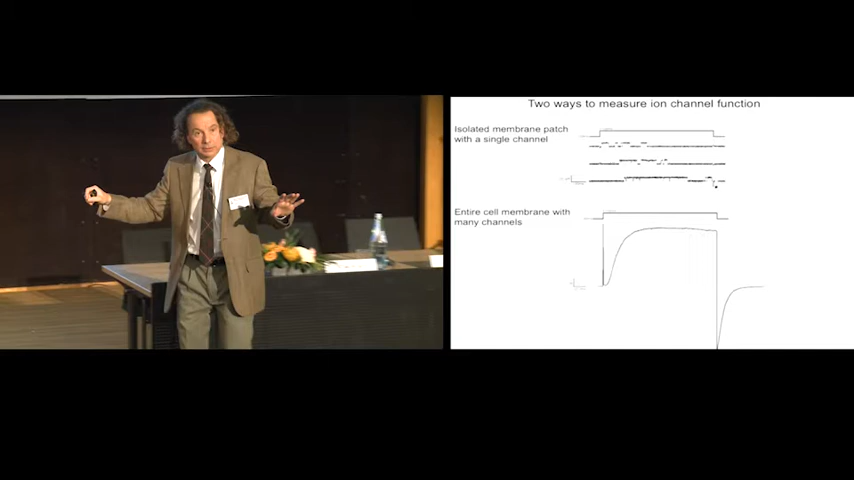 Two ways to measure ion channel function
Isolated membrane patch
with a single channel
Entire cell membrane with
many channels